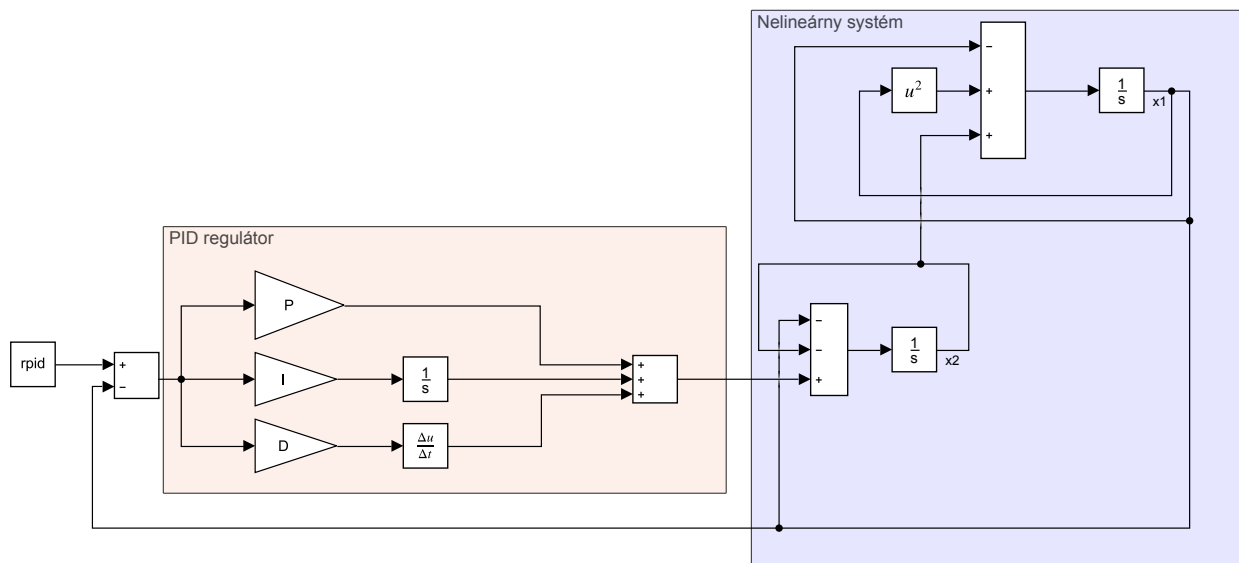 Nelineárny systém
−
u²
+
+
1
s
x1
PID regulátor
P
rpid
+
−
I
1
s
D
Δu
Δt
+
+
+
−
−
+
1
s
x2